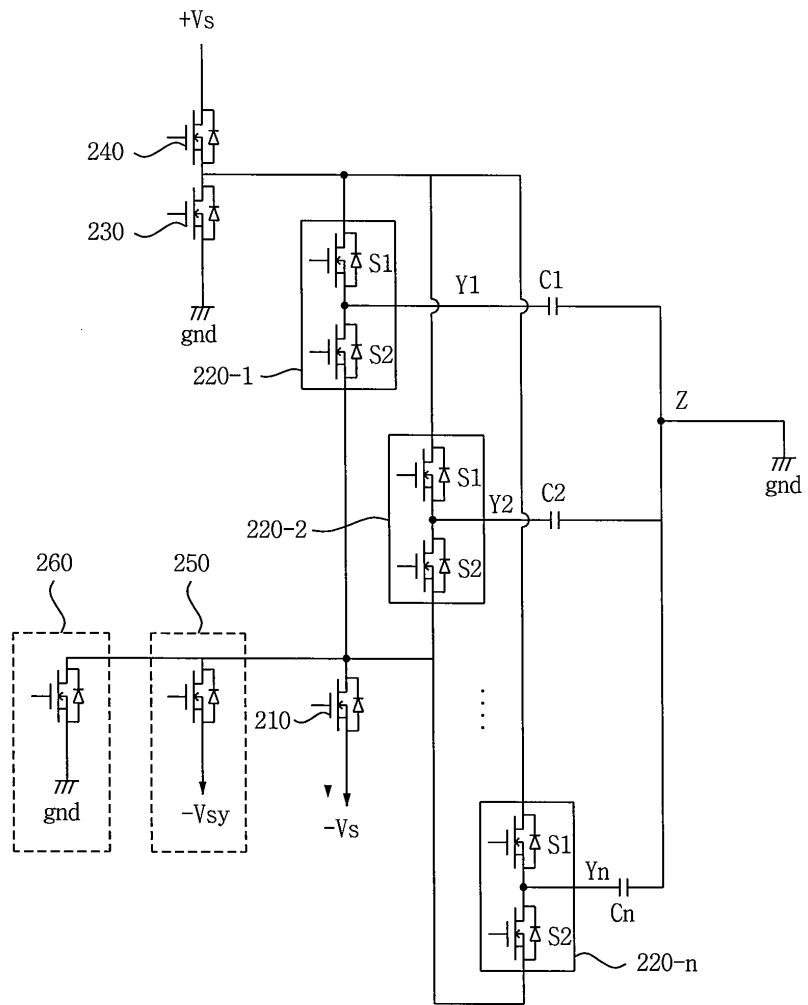 +Vs
240
230
gnd
S1
Y1
C1
S2
220-1
Z
gnd
S1
Y2
C2
220-2
S2
260
250
210
gnd
-Vsy
-Vs
S1
Yn
Cn
S2
220-n